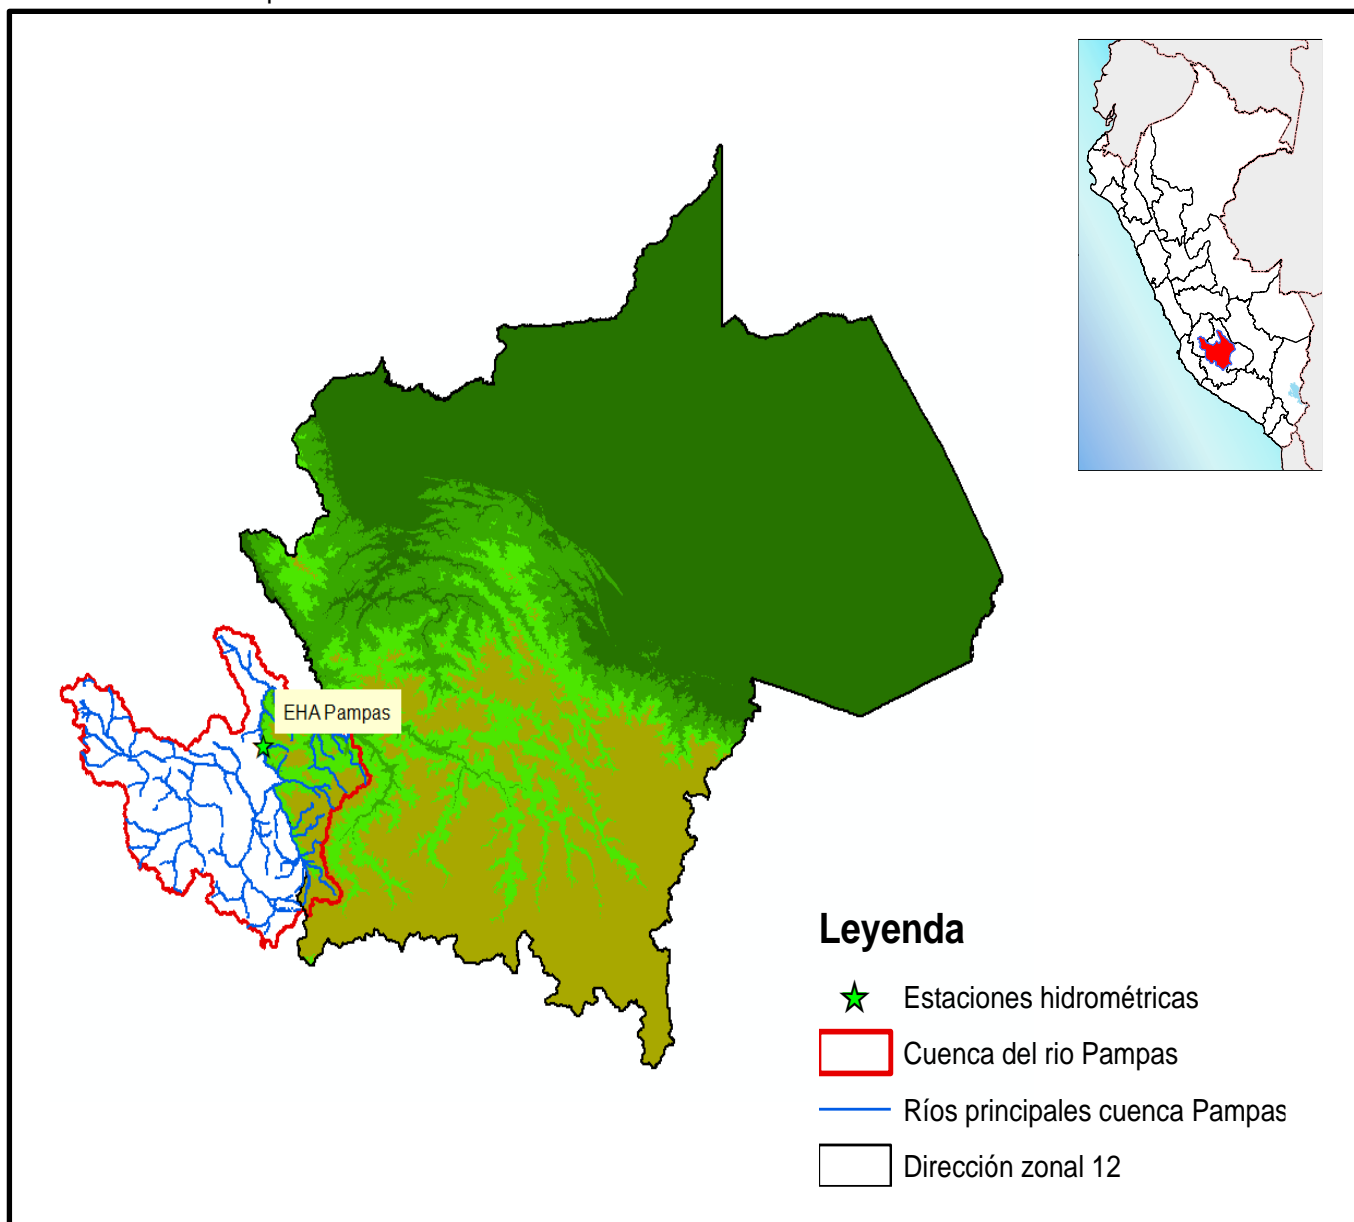 EHA Pampas
Leyenda
Estaciones hidrométricas
Cuenca del rio Pampas
Ríos principales cuenca Pampas
Dirección zonal 12